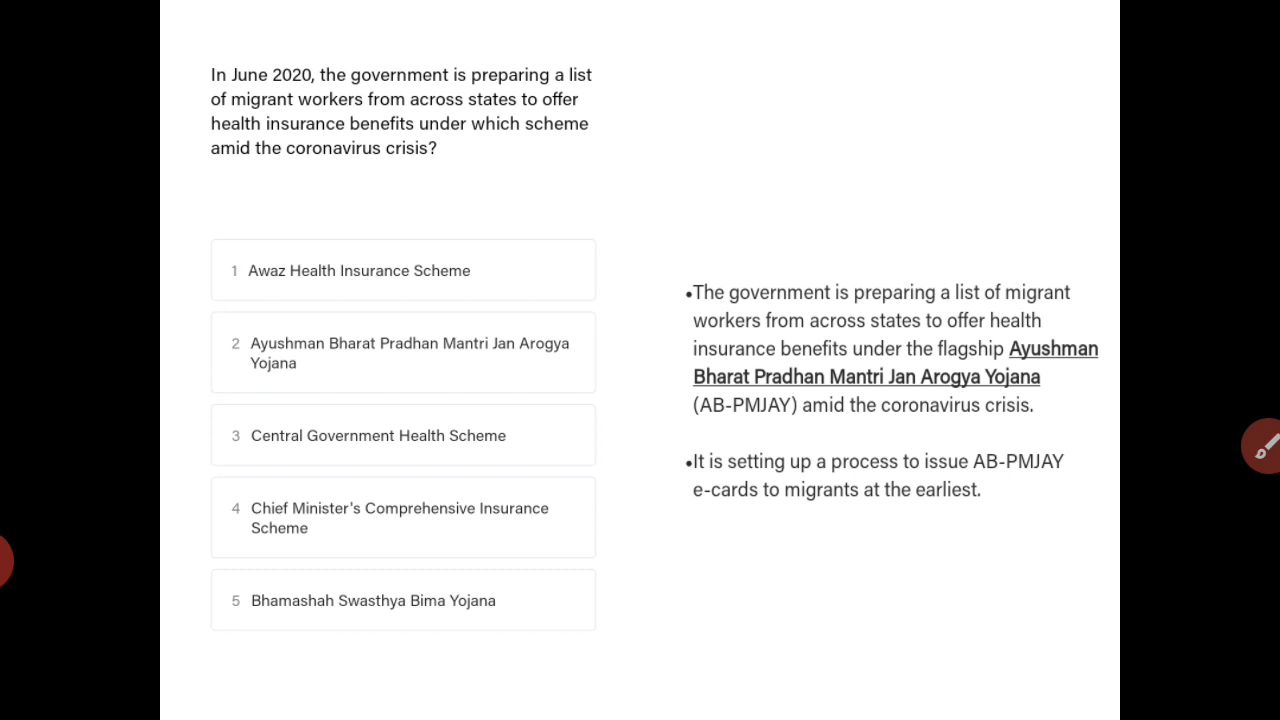 In June 2020, the government is preparing a list
of migrant workers from across states to offer
health insurance benefits under which scheme
amid the coronavirus crisis?
1 Awaz Health Insurance Scheme
2 Ayushman Bharat Pradhan Mantri Jan Arogya
Yojana
3 Central Government Health Scheme
4 Chief Minister's Comprehensive Insurance
Scheme
5 Bhamashah Swasthya Bima Yojana
•The government is preparing a list of migrant
workers from across states to offer health
insurance benefits under the flagship Ayushman
Bharat Pradhan Mantri Jan Arogya Yojana
(AB-PMJAY) amid the coronavirus crisis.
•It is setting up a process to issue AB-PMJAY
e-cards to migrants at the earliest.